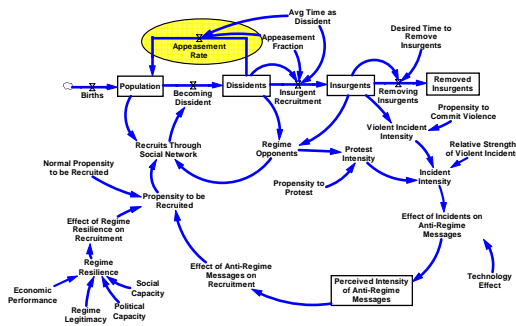 Avg Time as
Dissident
Appeasement
Fraction
Desired Time to
Remove
Insurgents
Appeasement
Rate
Births
Population
Becoming
Dissident
Dissidents
Insurgent
Recruitment
Insurgents
Removing
Insurgents
Removed
Insurgents
Propensity to
Commit Violence
Violent Incident
Intensity
Recruits Through
Social Network
Regime
Opponents
Protest
Intensity
Relative Strength
of Violent Incidents
Incident
Intensity
Normal Propensity
to be Recruited
Propensity to be
Recruited
Propensity to
Protest
Effect of Regime
Resilience on
Recruitment
Effect of Incidents on
Anti-Regime
Messages
Regime
Resilience
Effect of Anti-Regime
Messages on
Recruitment
Perceived Intensity
of Anti-Regime
Messages
Technology
Effect
Economic
Performance
Social
Capacity
Regime
Legitimacy
Political
Capacity